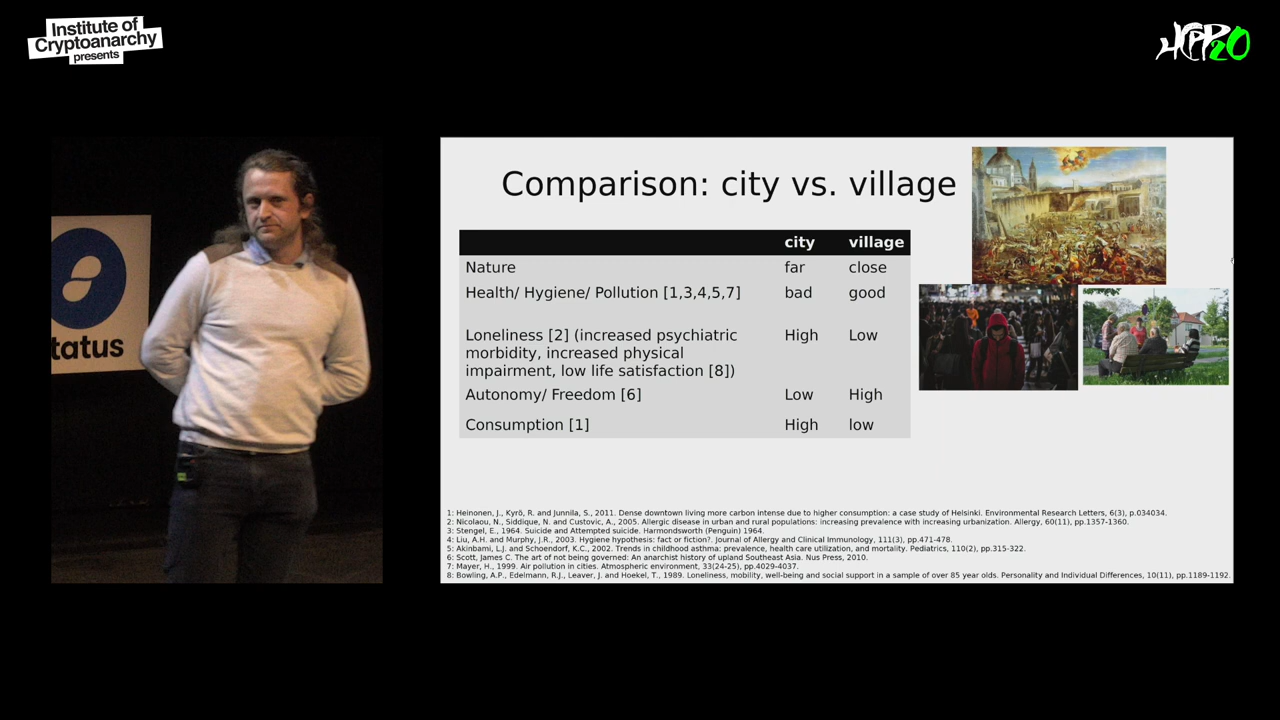 Institute of
Cryptoanarchy
presents
HCPP20
tatus
Comparison: city vs. village
city village
Nature far close
Health/ Hygiene/ Pollution [1,3,4,5,7] bad good
Loneliness [2] (increased psychiatric High Low
morbidity, increased physical
impairment, low life satisfaction [8])
Autonomy/ Freedom [6] Low High
Consumption [1] High low
1: Heinonen, J., Kyrö, R. and Junnila, S., 2011. Dense downtown living more carbon intense due to higher consumption: a case study of Helsinki. Environmental Research Letters, 6(3), p.034034.
2: Nicolaou, N., Siddique, N. and Custovic, A., 2005. Allergic disease in urban and rural populations: increasing prevalence with increasing urbanization. Allergy, 60(11), pp.1357-1360.
3: Stengel, E., 1964. Suicide and Attempted suicide. Harmondsworth (Penguin) 1964.
4: Liu, A.H. and Murphy, J.R., 2003. Hygiene hypothesis: fact or fiction?. Journal of Allergy and Clinical Immunology, 111(3), pp.471-478.
5: Akinbami, L.J. and Schoendorf, K.C., 2002. Trends in childhood asthma: prevalence, health care utilization, and mortality. Pediatrics, 110(2), pp.315-322.
6: Scott, James C. The art of not being governed: An anarchist history of upland Southeast Asia. Nus Press, 2010.
7: Mayer, H., 1999. Air pollution in cities. Atmospheric environment, 33(24-25), pp.4029-4037.
8: Bowling, A.P., Edelmann, R.J., Leaver, J. and Hoekel, T., 1989. Loneliness, mobility, well-being and social support in a sample of over 85 year olds. Personality and Individual Differences, 10(11), pp.1189-1192.